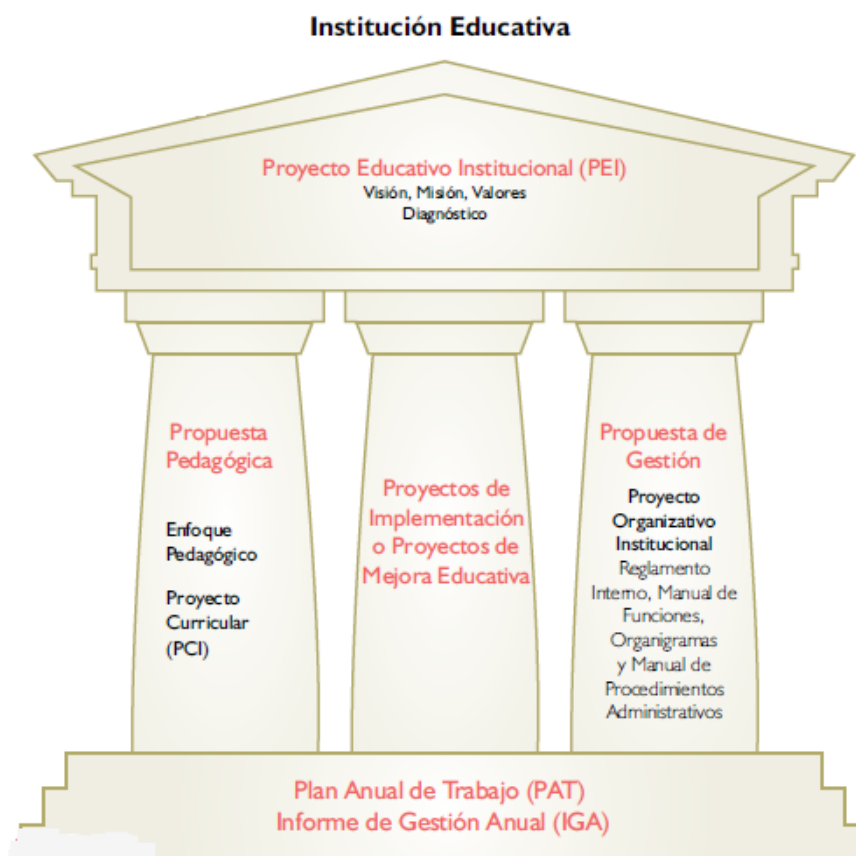 Institución Educativa
Proyecto Educativo Institucional (PEI)
Visión, Misión, Valores
Diagnóstico
Propuesta
Pedagógica
Enfoque
Pedagógico
Proyecto
Curricular
(PCI)
Proyectos de
Implementación
o Proyectos de
Mejora Educativa
Propuesta de
Gestión
Proyecto
Organizativo
Institucional
Reglamento
Interno, Manual de
Funciones,
Organigramas
y Manual de
Procedimientos
Administrativos
Plan Anual de Trabajo (PAT)
Informe de Gestión Anual (IGA)